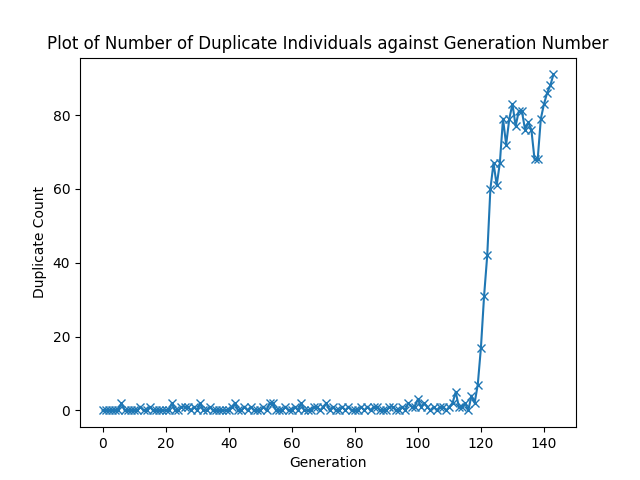 Plot of Number of Duplicate Individuals against Generation Number
80
60
40
20
0
Duplicate Count
0 20 40 60 80 100 120 140
Generation